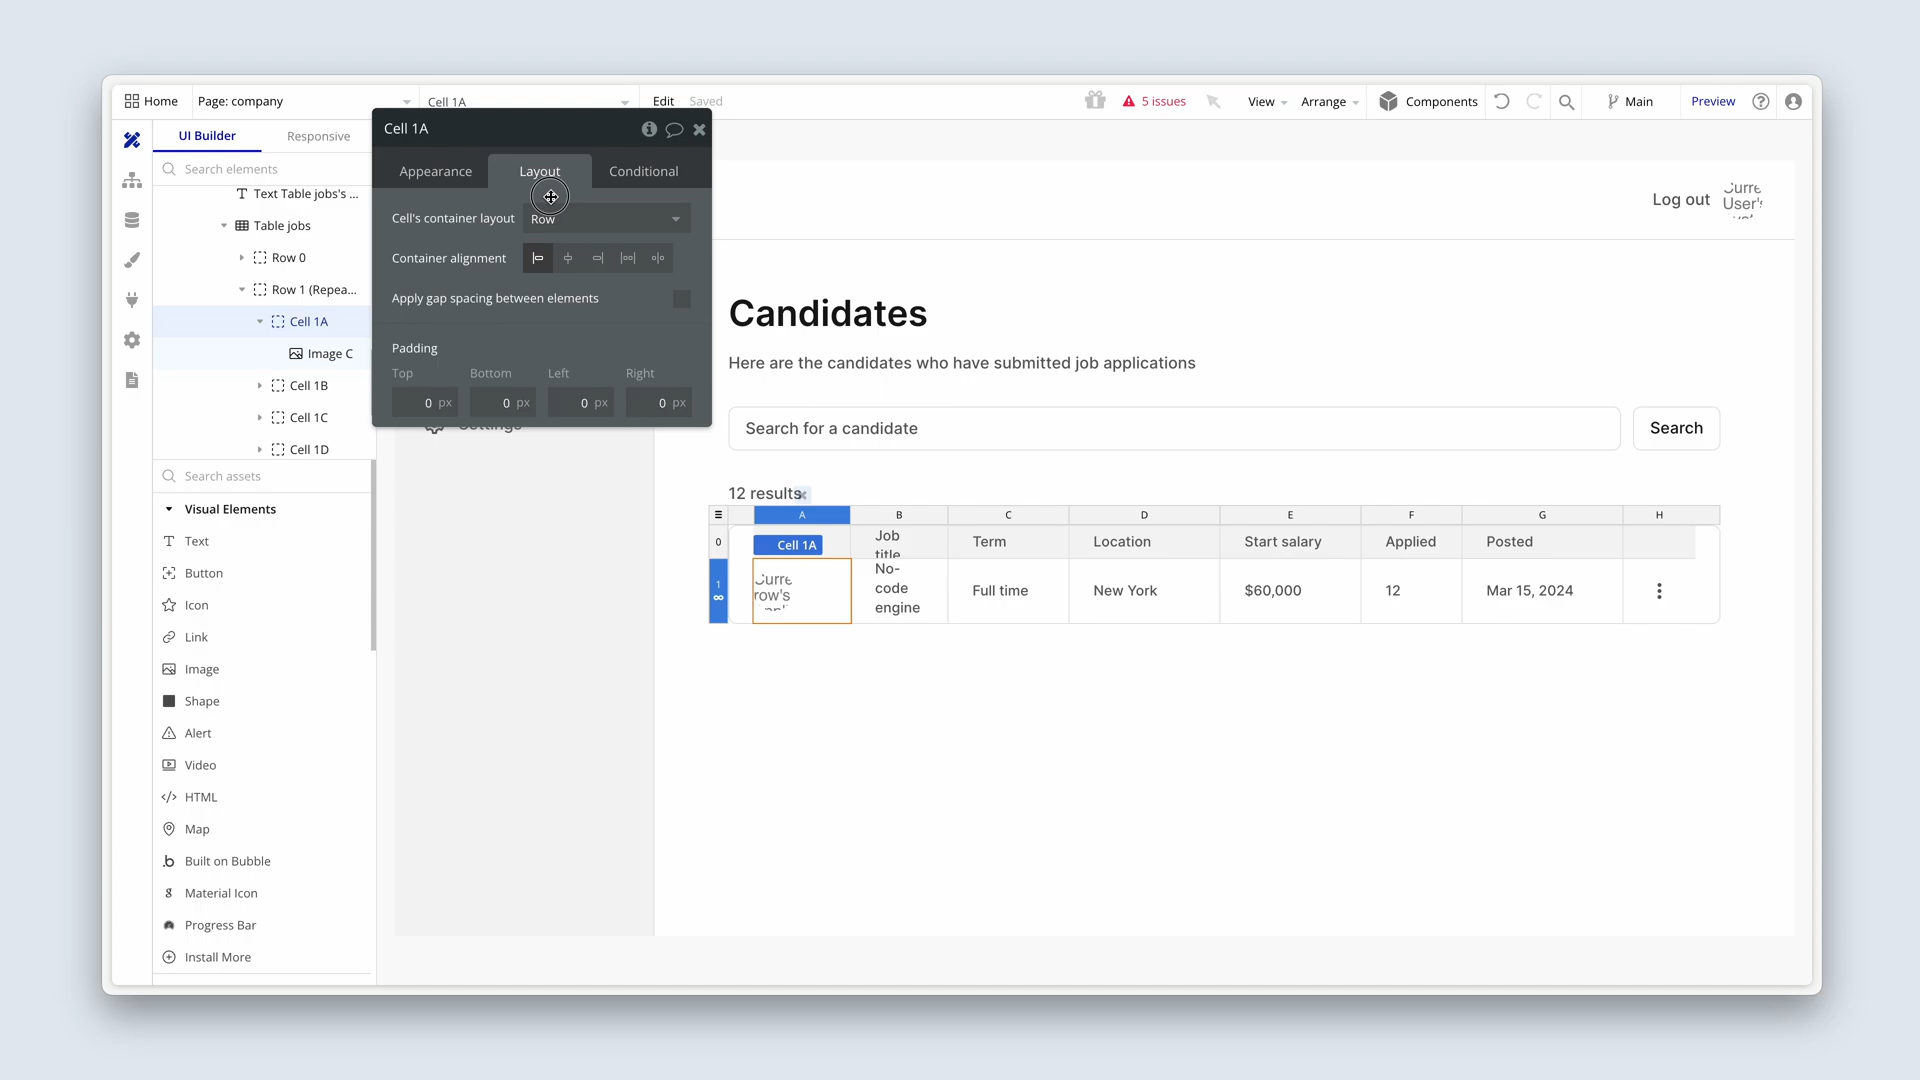 Home
Page: company
Cell 1A
Edit
Saved
5 issues
View
Arrange
Components
Main
Preview
UI Builder
Responsive
Search elements
Text Table jobs's ...
Table jobs
Row 0
Row 1 (Repea...
Cell 1A
Image C
Cell 1B
Cell 1C
Cell 1D
Search assets
Visual Elements
Text
Button
Icon
Link
Image
Shape
Alert
Video
HTML
Map
Built on Bubble
Material Icon
Progress Bar
Install More
Cell 1A
Appearance
Layout
Conditional
Cell's container layout
Row
Container alignment
Apply gap spacing between elements
Padding
Top
Bottom
Left
Right
0 px
0 px
0 px
0 px
Settings
Log out
Curre
User's
Candidates
Here are the candidates who have submitted job applications
Search for a candidate
Search
12 results
A
B
C
D
E
F
G
H
0
Cell 1A
Job
title
Term
Location
Start salary
Applied
Posted
1
Curre
row's
No-
code
engine
Full time
New York
$60,000
12
Mar 15, 2024